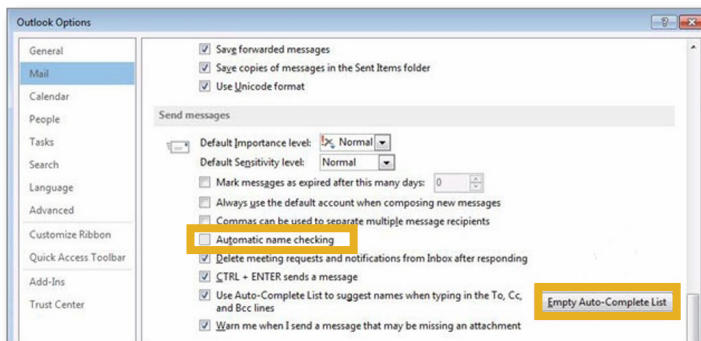 Outlook Options
General
Mail
Calendar
People
Tasks
Search
Language
Advanced
Customize Ribbon
Quick Access Toolbar
Add-Ins
Trust Center
Save forwarded messages
Save copies of messages in the Sent Items folder
Use Unicode format
Send messages
Default Importance level: Normal
Default Sensitivity level: Normal
Mark messages as expired after this many days: 0
Always use the default account when composing new messages
Commas can be used to separate multiple message recipients
Automatic name checking
Delete meeting requests and notifications from Inbox after responding
CTRL + ENTER sends a message
Use Auto-Complete List to suggest names when typing in the To, Cc,
and Bcc lines
Empty Auto-Complete List
Warn me when I send a message that may be missing an attachment